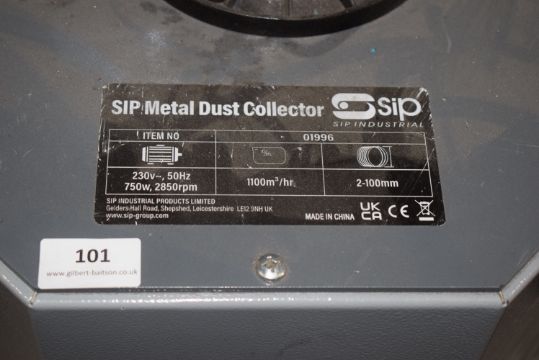 SIP Metal Dust Collector
Sip
SIP INDUSTRIAL
ITEM NO
01996
230v~, 50Hz
750w, 2850rpm
1100m³/hr
2-100mm
SIP INDUSTRIAL PRODUCTS LIMITED
Gelders Hall Road, Shepshed, Leicestershire LE12 9NH UK
www.sip-group.com
MADE IN CHINA
UK
CA
CE
101
www.gilbert-baitson.co.uk